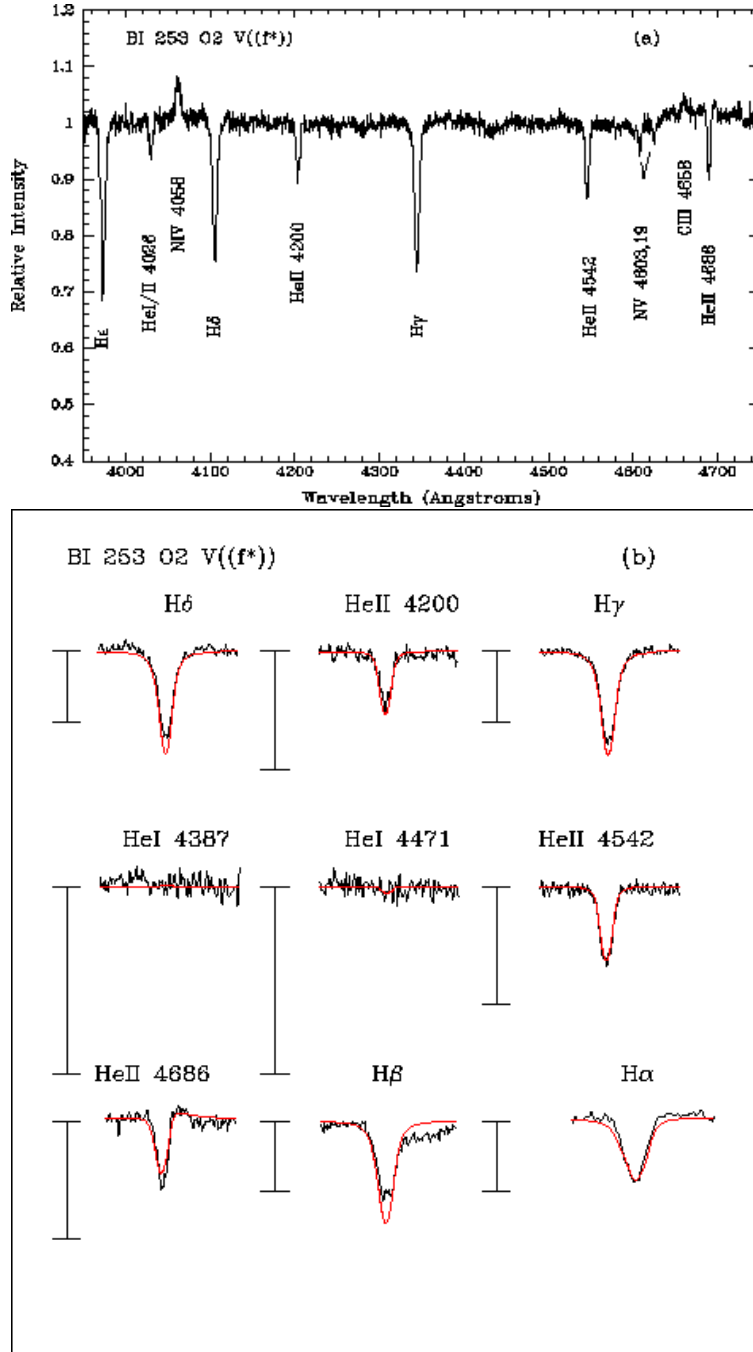 1.2
BI 253 O2 V((f*)) (a)
1.1
1
0.9
0.8
0.7
0.6
0.5
0.4
Relative Intensity
Hε
HeI/II 4026
NIV 4058
Hδ
HeII 4200
Hγ
HeII 4542
NV 4603,19
CIII 4658
HeII 4686
4000 4100 4200 4300 4400 4500 4600 4700
Wavelength (Angstroms)
BI 253 O2 V((f*)) (b)
Hδ HeII 4200 Hγ
HeI 4387 HeI 4471 HeII 4542
HeII 4686 Hβ Hα